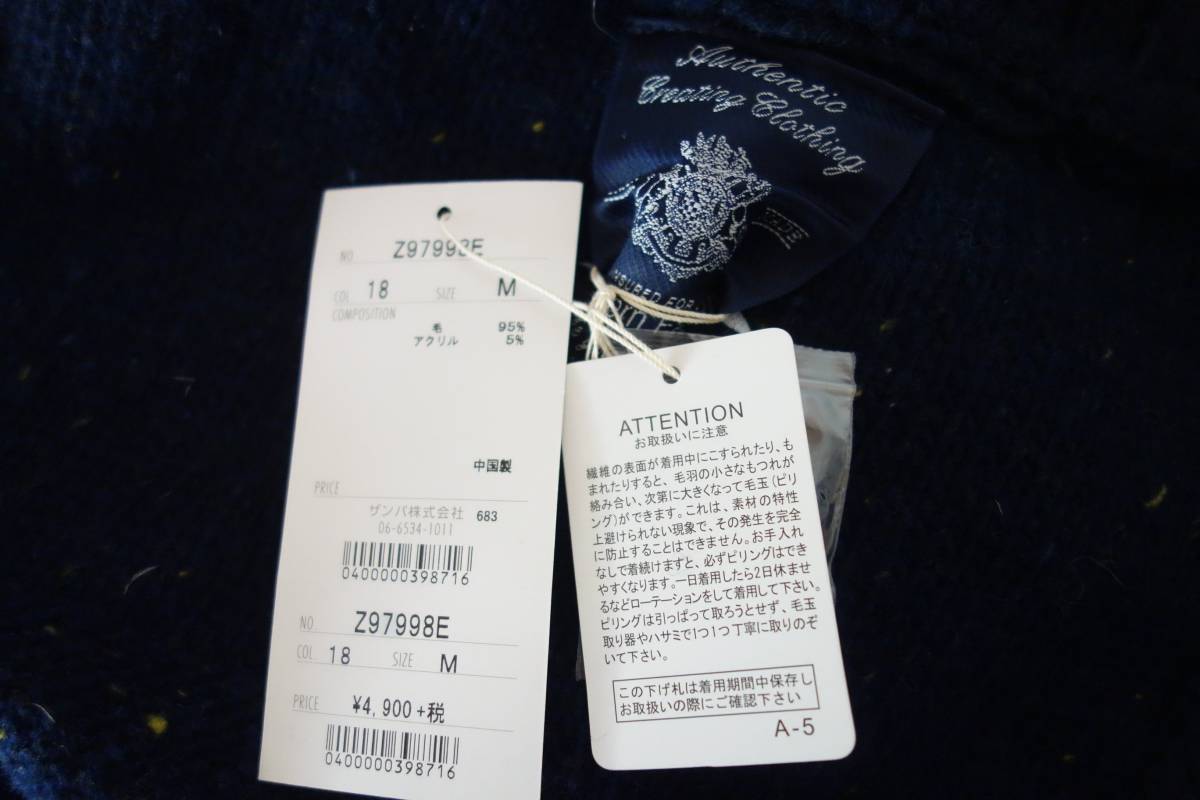 Authentic
Creating Clothing
NO Z97998E
COL 18 SIZE M
COMPOSITION
毛 95%
アクリル 5%
中国製
PRICE
ザンパ株式会社 683
06-6534-1011
0400000398716
NO Z97998E
COL 18 SIZE M
PRICE ¥4,900+税
0400000398716
ATTENTION
お取扱いに注意
繊維の表面が着用中にこすられたり、も
まれたりすると、毛羽の小さなもつれが
絡み合い、次第に大きくなって毛玉(ピリ
ング)ができます。これは、素材の特性
上避けられない現象で、その発生を完全
に防止することはできません。お手入れ
なしで着続けますと、必ずピリングはでき
やすくなります。一日着用したら2日休ませ
るなどローテーションをして着用して下さい。
ピリングは引っぱって取ろうとせず、毛玉
取り器やハサミで1つ1つ丁寧に取りのぞ
いて下さい。
この下げ札は着用期間中保存し
お取扱いの際にご確認下さい
A-5